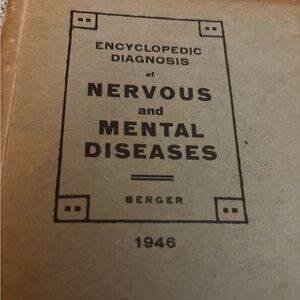 ENCYCLOPEDIC
DIAGNOSIS
of
NERVOUS
and
MENTAL
DISEASES
BERGER
1946